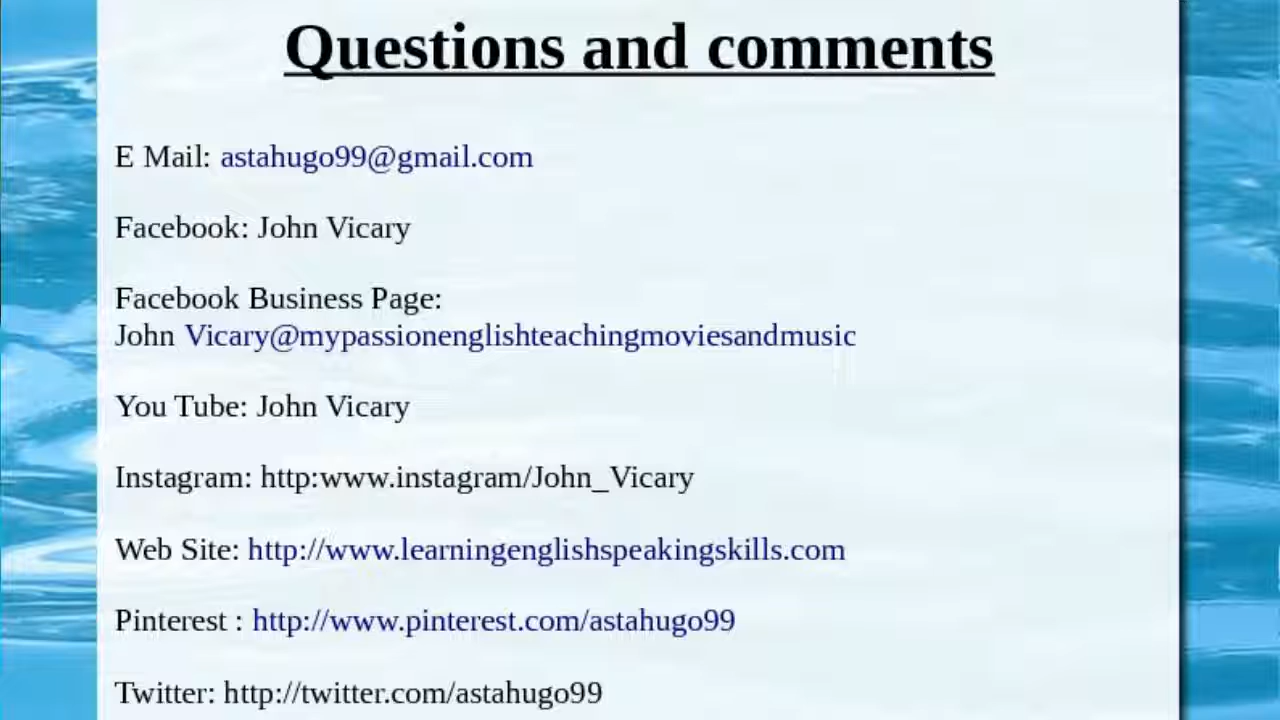 Questions and comments
E Mail: astahugo99@gmail.com
Facebook: John Vicary
Facebook Business Page:
John Vicary@mypassionenglishteachingmoviesandmusic
You Tube: John Vicary
Instagram: http:www.instagram/John_Vicary
Web Site: http://www.learningenglishspeakingskills.com
Pinterest : http://www.pinterest.com/astahugo99
Twitter: http://twitter.com/astahugo99